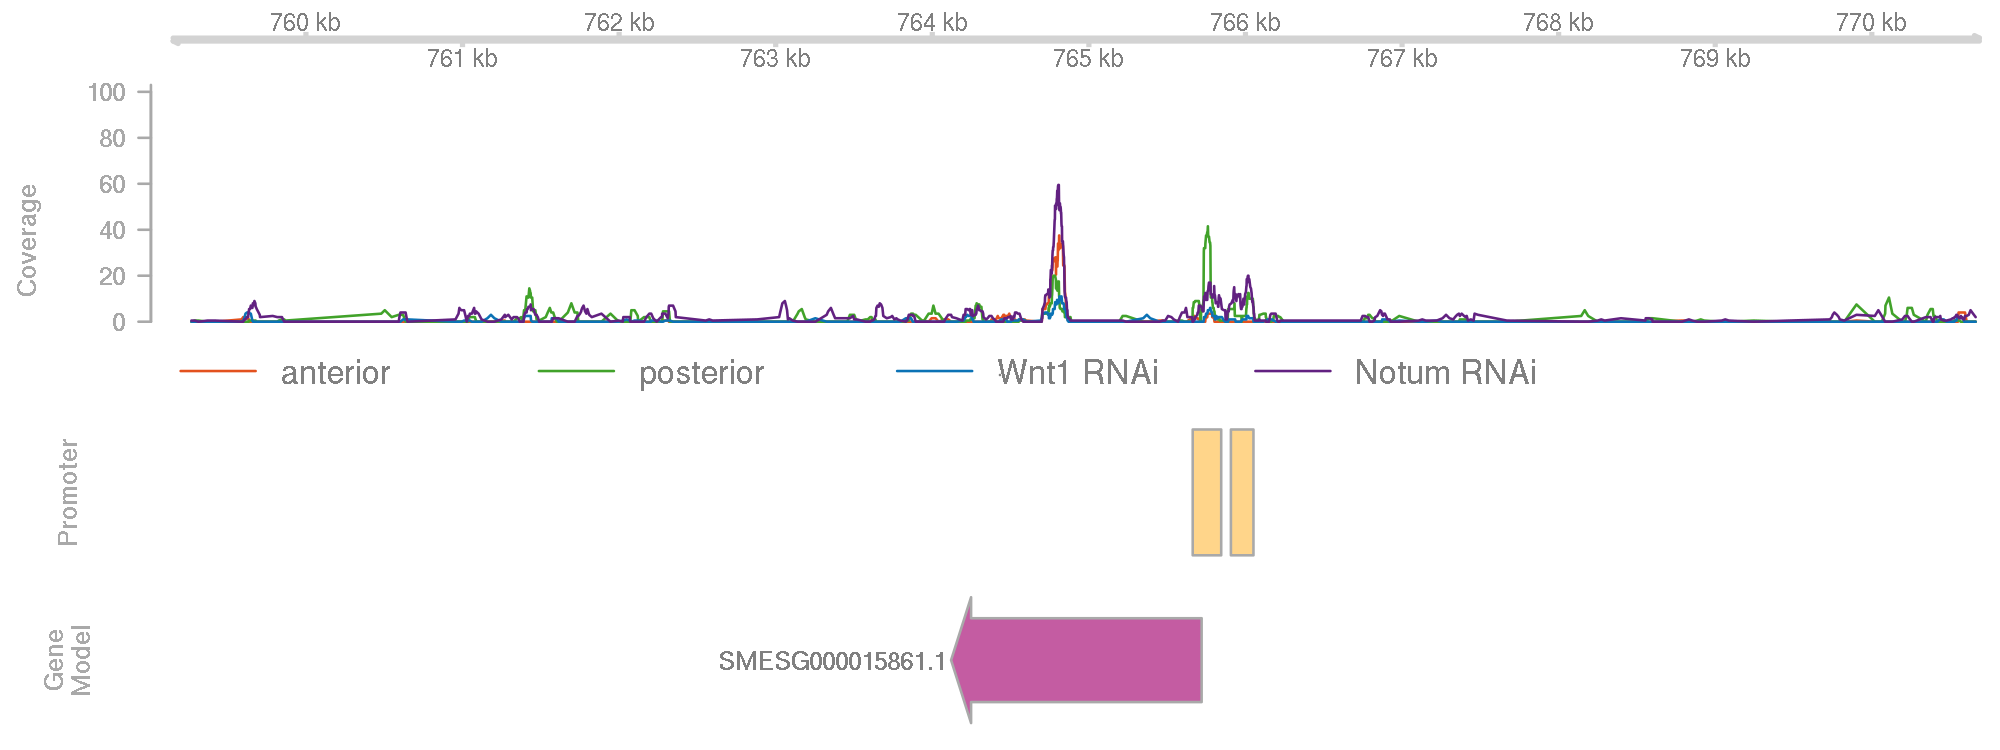 760 kb 762 kb 764 kb 766 kb 768 kb 770 kb
761 kb 763 kb 765 kb 767 kb 769 kb
Coverage
100
80
60
40
20
0
anterior posterior Wnt1 RNAi Notum RNAi
Promoter
Gene
Model
SMESG000015861.1